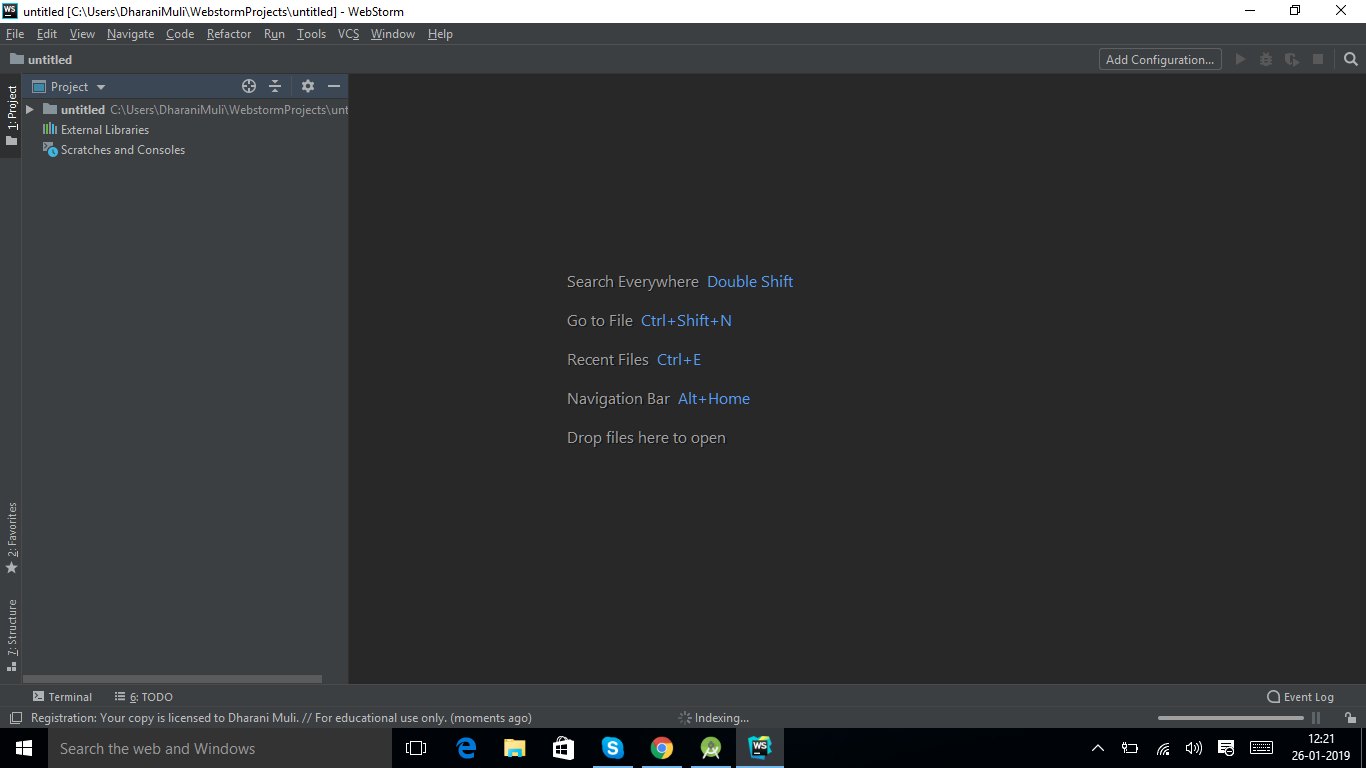 WS untitled [C:\Users\DharaniMuli\WebstormProjects\untitled] - WebStorm
File Edit View Navigate Code Refactor Run Tools VCS Window Help
untitled Add Configuration...
1: Project
Project
untitled C:\Users\DharaniMuli\WebstormProjects\unt
External Libraries
Scratches and Consoles
Search Everywhere Double Shift
Go to File Ctrl+Shift+N
Recent Files Ctrl+E
Navigation Bar Alt+Home
Drop files here to open
2: Favorites
7: Structure
Terminal 6: TODO Event Log
Registration: Your copy is licensed to Dharani Muli. // For educational use only. (moments ago) Indexing...
Search the web and Windows WS 12:21
26-01-2019